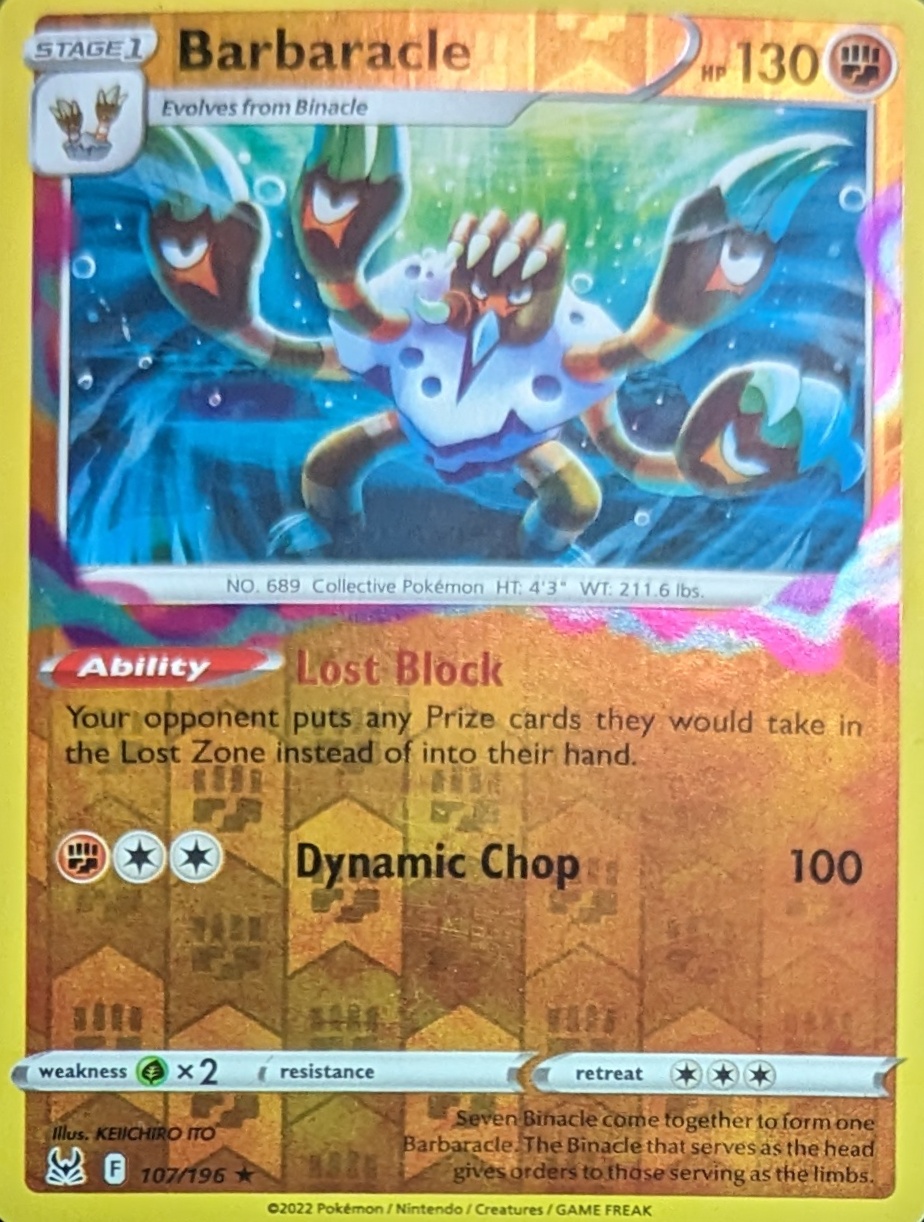 STAGE 1
Barbaracle
HP 130
Evolves from Binacle
NO. 689 Collective Pokémon HT: 4'3" WT: 211.6 lbs.
Ability Lost Block
Your opponent puts any Prize cards they would take in
the Lost Zone instead of into their hand.
Dynamic Chop 100
weakness ×2 resistance retreat
Illus. KEIICHIRO ITO
F 107/196 ★
Seven Binacle come together to form one
Barbaracle. The Binacle that serves as the head
gives orders to those serving as the limbs.
©2022 Pokémon / Nintendo / Creatures / GAME FREAK